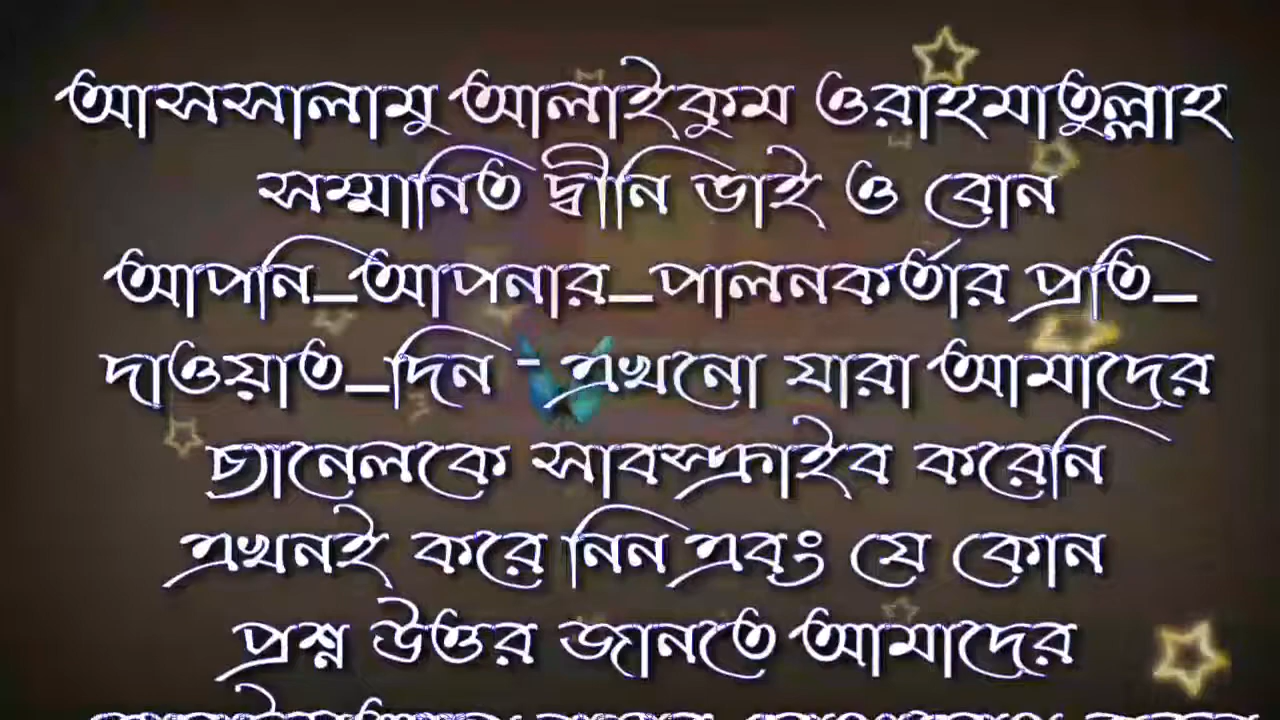 আসসালামু আলাইকুম ওরাহমাতুল্লাহ
সম্মানিত দ্বীনি ভাই ও বোন
আপনি_আপনার_পালনকর্তার প্রতি_
দাওয়াত_দিন - এখনো যারা আমাদের
চ্যানেলকে সাবস্ক্রাইব করেনি
এখনই করে নিন এবং যে কোন
প্রশ্ন উত্তর জানতে আমাদের